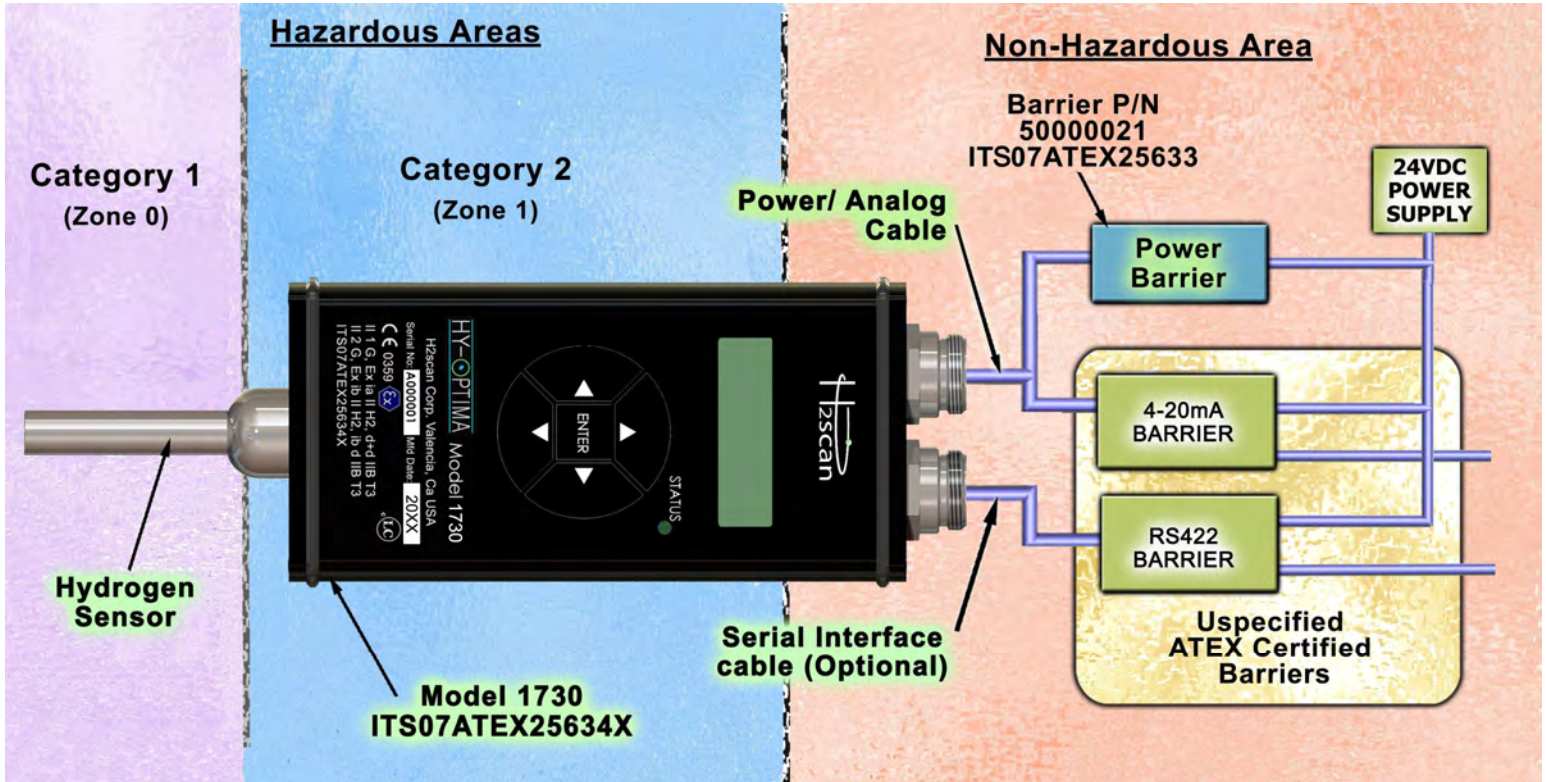 Hazardous Areas
Non-Hazardous Area
Category 1
(Zone 0)
Category 2
(Zone 1)
Barrier P/N
50000021
ITS07ATEX25633
24VDC
POWER
SUPPLY
Power/ Analog
Cable
Power
Barrier
4-20mA
BARRIER
RS422
BARRIER
Uspecified
ATEX Certified
Barriers
Serial Interface
cable (Optional)
Hydrogen
Sensor
Model 1730
ITS07ATEX25634X
H2scan
STATUS
ENTER
HY-OPTIMA Model 1730
H2scan Corp. Valencia, Ca USA
Serial No: A000001 Mfd Date: 20XX
CE 0359 Ex
II 1 G, Ex ia II H2, d+d IIB T3
II 2 G, Ex ib II H2, ib d IIB T3
ITS07ATEX25634X